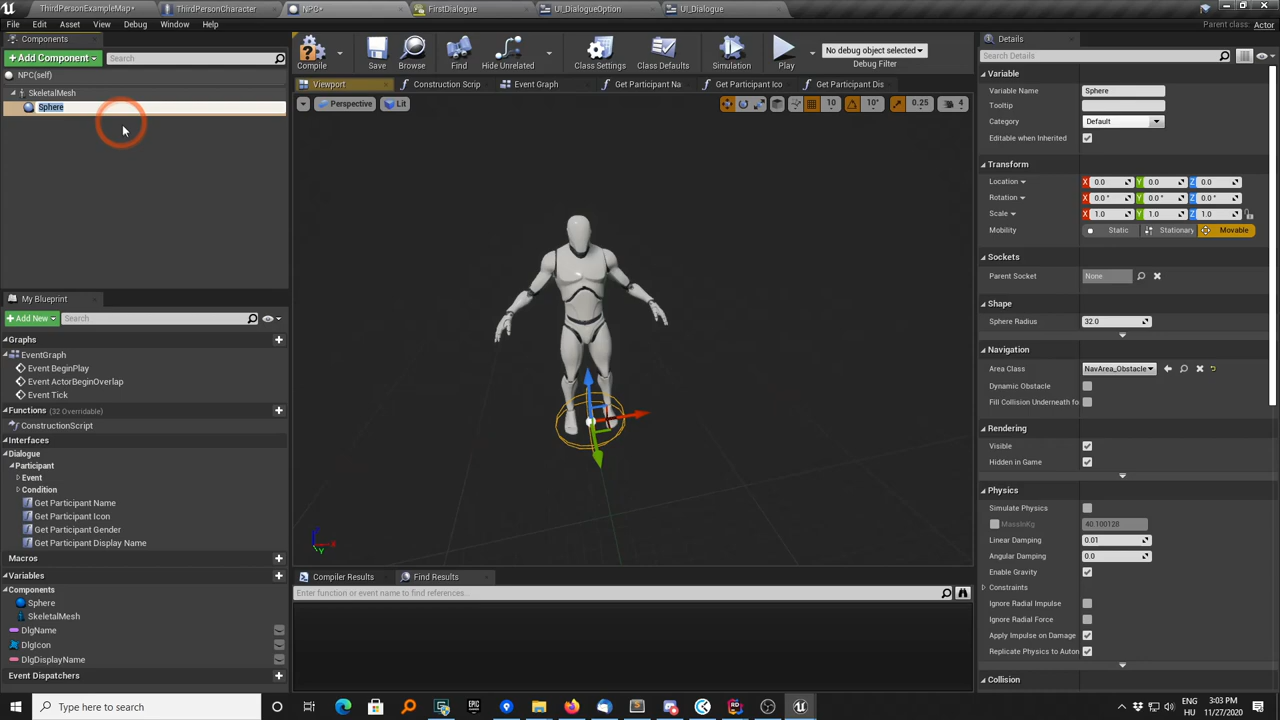 ThirdPersonExampleMap*
ThirdPersonCharacter
NPC*
FirstDialogue
UI_DialogueOption
UI_Dialogue
File
Edit
Asset
View
Debug
Window
Help
Parent class: Actor
Components
+Add Component
Search
NPC(self)
SkeletalMesh
Sphere
Compile
Save
Browse
Find
Hide Unrelated
Class Settings
Class Defaults
Simulation
Play
No debug object selected
Debug Filter
Viewport
Construction Scrip
Event Graph
Get Participant Na
Get Participant Ico
Get Participant Dis
Perspective
Lit
10
10°
0.25
4
X
Y
Details
Search Details
Variable
Variable Name
Sphere
Tooltip
Category
Default
Editable when Inherited
Transform
Location
X 0.0 Y 0.0 Z 0.0
Rotation
X 0.0 ° Y 0.0 ° Z 0.0 °
Scale
X 1.0 Y 1.0 Z 1.0
Mobility
Static
Stationary
Movable
Sockets
Parent Socket
None
Shape
Sphere Radius
32.0
Navigation
Area Class
NavArea_Obstacle
Dynamic Obstacle
Fill Collision Underneath fo
Rendering
Visible
Hidden in Game
Physics
Simulate Physics
MassInKg
40.100128
Linear Damping
0.01
Angular Damping
0.0
Enable Gravity
Constraints
Ignore Radial Impulse
Ignore Radial Force
Apply Impulse on Damage
Replicate Physics to Auton
Collision
My Blueprint
+Add New
Search
Graphs
EventGraph
Event BeginPlay
Event ActorBeginOverlap
Event Tick
Functions (32 Overridable)
ConstructionScript
Interfaces
Dialogue
Participant
Event
Condition
Get Participant Name
Get Participant Icon
Get Participant Gender
Get Participant Display Name
Macros
Variables
Components
Sphere
SkeletalMesh
DlgName
DlgIcon
DlgDisplayName
Event Dispatchers
Compiler Results
Find Results
Enter function or event name to find references...
Type here to search
ENG
HU
3:03 PM
11/27/2020